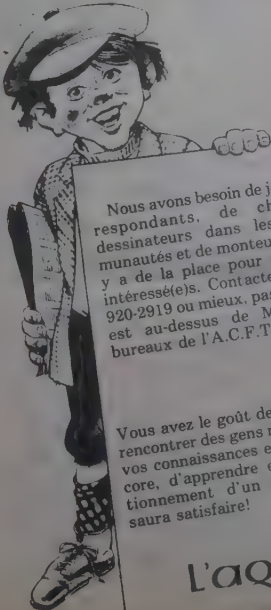 Nous avons besoin de j
respondants, de ch
dessinateurs dans les
munautés et de monteu
y a de la place pour
intéressé(e)s. Contacte
920-2919 ou mieux, pa
est au-dessus de M
bureaux de l'A.C.F.T
Vous avez le goût de
rencontrer des gens
vos connaissances e
core, d'apprendre
tionnement d'un
saura satisfaire!
L'aq